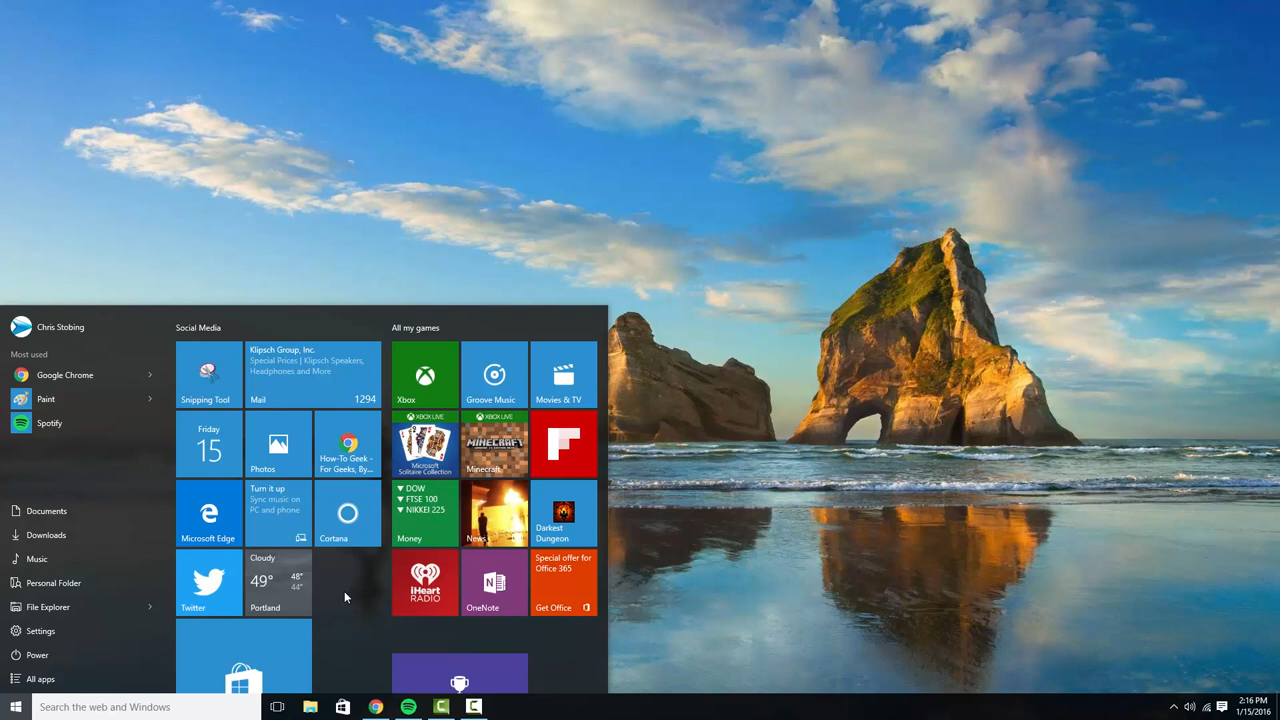 Chris Stobing
Most used
Google Chrome
Paint
Spotify
Documents
Downloads
Music
Personal Folder
File Explorer
Settings
Power
All apps
Social Media
Snipping Tool
Klipsch Group, Inc.
Special Prices | Klipsch Speakers,
Headphones and More
Mail
1294
Friday
15
Photos
How-To Geek -
For Geeks, By...
Microsoft Edge
Turn it up
Sync music on
PC and phone
Cortana
Twitter
Cloudy
49°
48°
44°
Portland
All my games
Xbox
Groove Music
Movies & TV
XBOX LIVE
Microsoft
Solitaire Collection
XBOX LIVE
MINECRAFT
Minecraft
▼ DOW
▼ FTSE 100
▼ NIKKEI 225
Money
News
Darkest
Dungeon
iHeart
RADIO
OneNote
Special offer for
Office 365
Get Office
Search the web and Windows
2:16 PM
1/15/2016